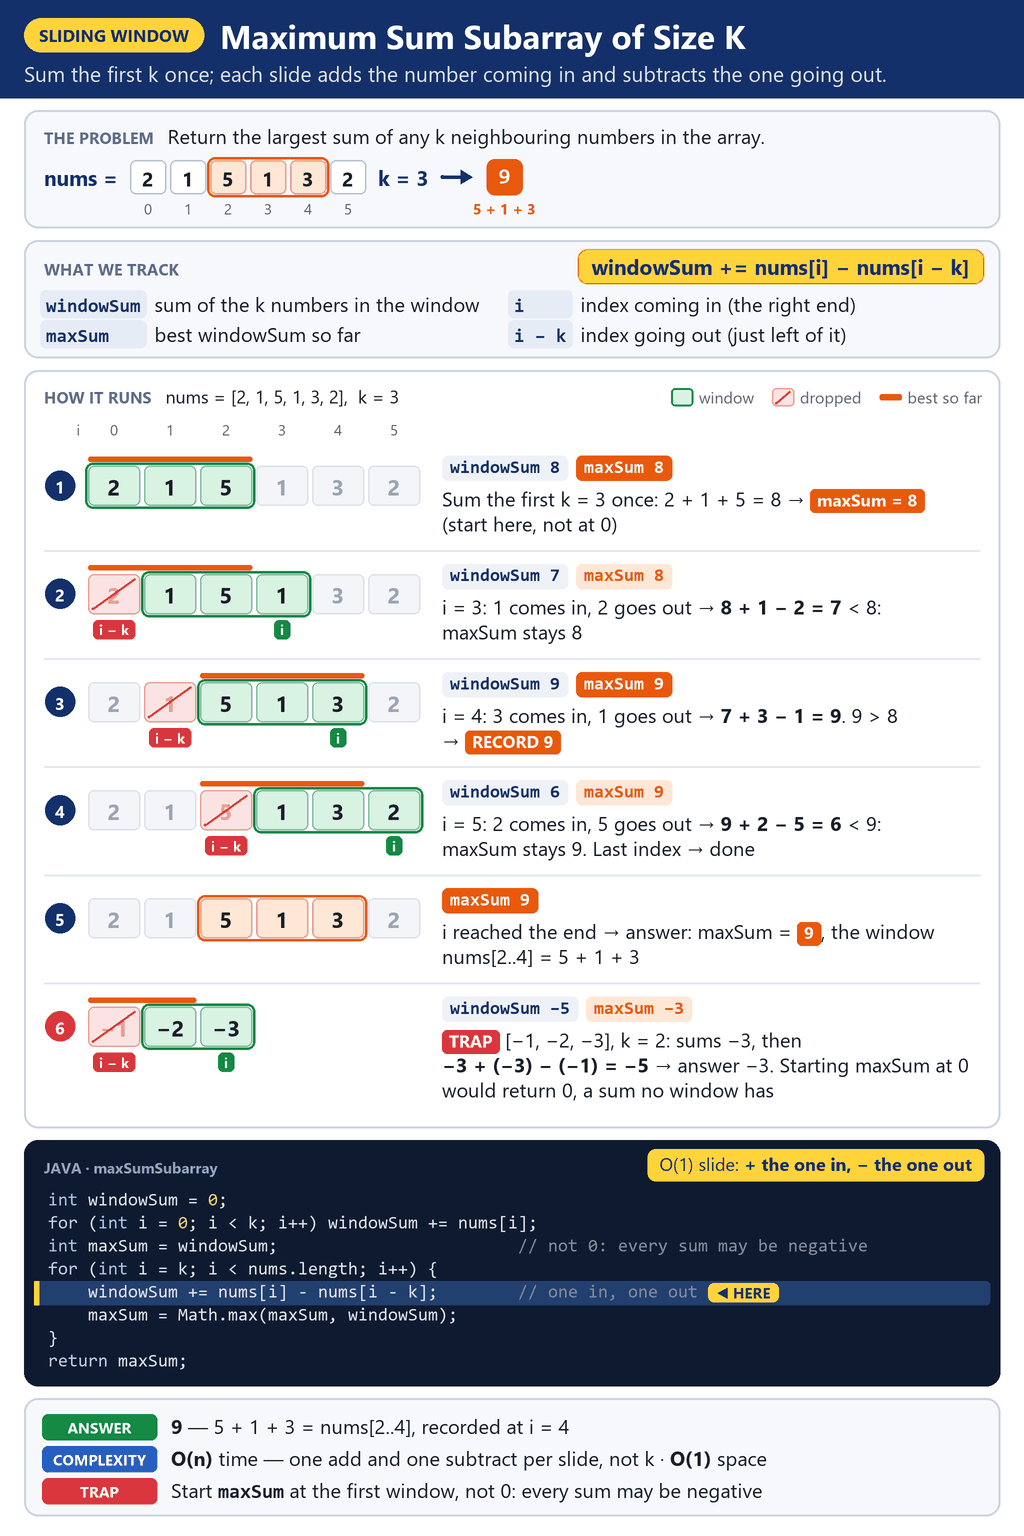 SLIDING WINDOW Maximum Sum Subarray of Size K
Sum the first k once; each slide adds the number coming in and subtracts the one going out.
THE PROBLEM Return the largest sum of any k neighbouring numbers in the array.
nums = 2 1 5 1 3 2 k = 3 → 9
0 1 2 3 4 5 5 + 1 + 3
WHAT WE TRACK windowSum += nums[i] − nums[i − k]
windowSum sum of the k numbers in the window i index coming in (the right end)
maxSum best windowSum so far i − k index going out (just left of it)
HOW IT RUNS nums = [2, 1, 5, 1, 3, 2], k = 3 window dropped best so far
i 0 1 2 3 4 5
windowSum 8 maxSum 8
1 2 1 5 1 3 2
Sum the first k = 3 once: 2 + 1 + 5 = 8 → maxSum = 8
(start here, not at 0)
windowSum 7 maxSum 8
2 2 1 5 1 3 2
i − k i
i = 3: 1 comes in, 2 goes out → 8 + 1 − 2 = 7 < 8:
maxSum stays 8
windowSum 9 maxSum 9
3 2 1 5 1 3 2
i − k i
i = 4: 3 comes in, 1 goes out → 7 + 3 − 1 = 9. 9 > 8
→ RECORD 9
windowSum 6 maxSum 9
4 2 1 5 1 3 2
i − k i
i = 5: 2 comes in, 5 goes out → 9 + 2 − 5 = 6 < 9:
maxSum stays 9. Last index → done
maxSum 9
5 2 1 5 1 3 2
i reached the end → answer: maxSum = 9, the window
nums[2..4] = 5 + 1 + 3
windowSum −5 maxSum −3
6 −1 −2 −3
i − k i
TRAP [−1, −2, −3], k = 2: sums −3, then
−3 + (−3) − (−1) = −5 → answer −3. Starting maxSum at 0
would return 0, a sum no window has
JAVA · maxSumSubarray O(1) slide: + the one in, − the one out
int windowSum = 0;
for (int i = 0; i < k; i++) windowSum += nums[i];
int maxSum = windowSum; // not 0: every sum may be negative
for (int i = k; i < nums.length; i++) {
windowSum += nums[i] - nums[i - k]; // one in, one out ◀ HERE
maxSum = Math.max(maxSum, windowSum);
}
return maxSum;
ANSWER 9 — 5 + 1 + 3 = nums[2..4], recorded at i = 4
COMPLEXITY O(n) time — one add and one subtract per slide, not k · O(1) space
TRAP Start maxSum at the first window, not 0: every sum may be negative